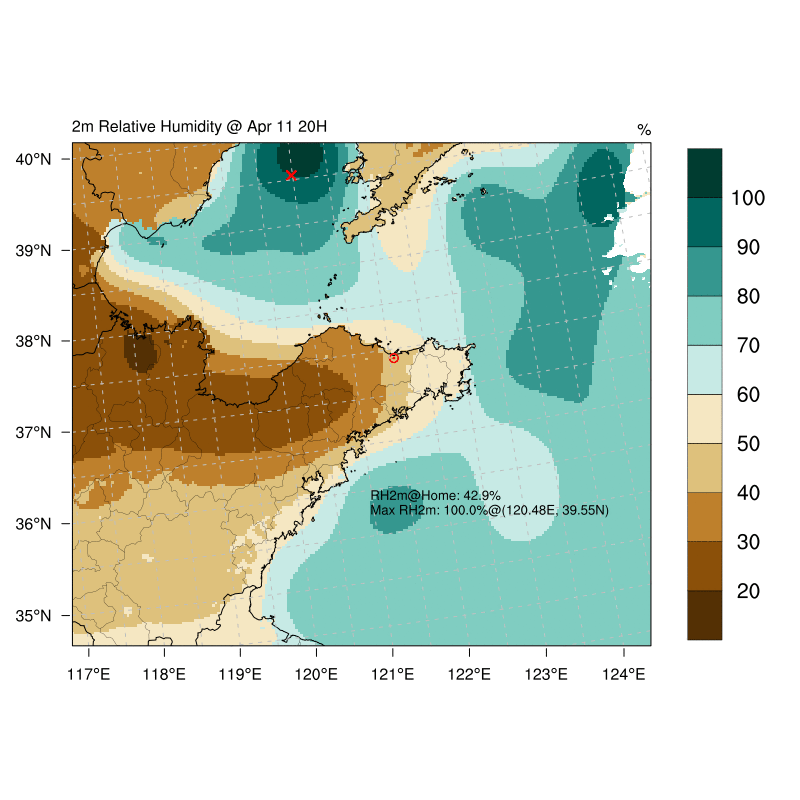 2m Relative Humidity @ Apr 11 20H
%
40°N
39°N
38°N
37°N
36°N
35°N
117°E
118°E
119°E
120°E
121°E
122°E
123°E
124°E
RH2m@Home: 42.9%
Max RH2m: 100.0%@(120.48E, 39.55N)
100
90
80
70
60
50
40
30
20